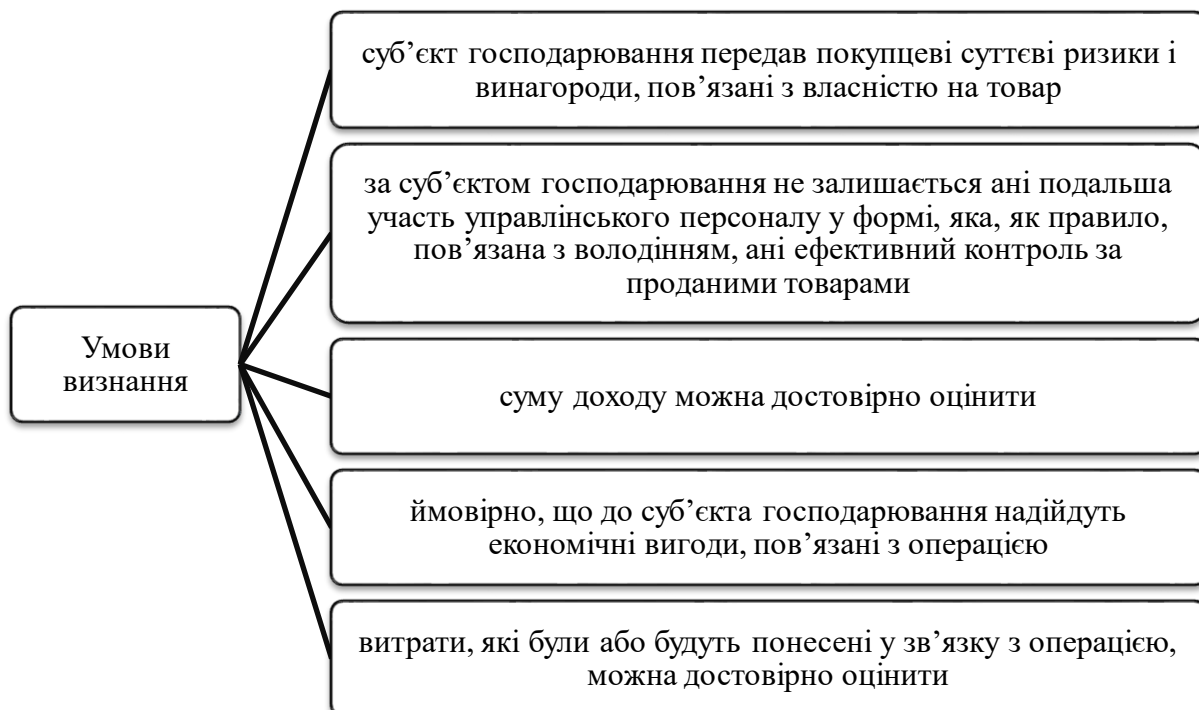 суб’єкт господарювання передав покупцеві суттєві ризики і
винагороди, пов’язані з власністю на товар
за суб’єктом господарювання не залишається ані подальша
участь управлінського персоналу у формі, яка, як правило,
пов’язана з володінням, ані ефективний контроль за
проданими товарами
Умови
визнання
суму доходу можна достовірно оцінити
ймовірно, що до суб’єкта господарювання надійдуть
економічні вигоди, пов’язані з операцією
витрати, які були або будуть понесені у зв’язку з операцією,
можна достовірно оцінити